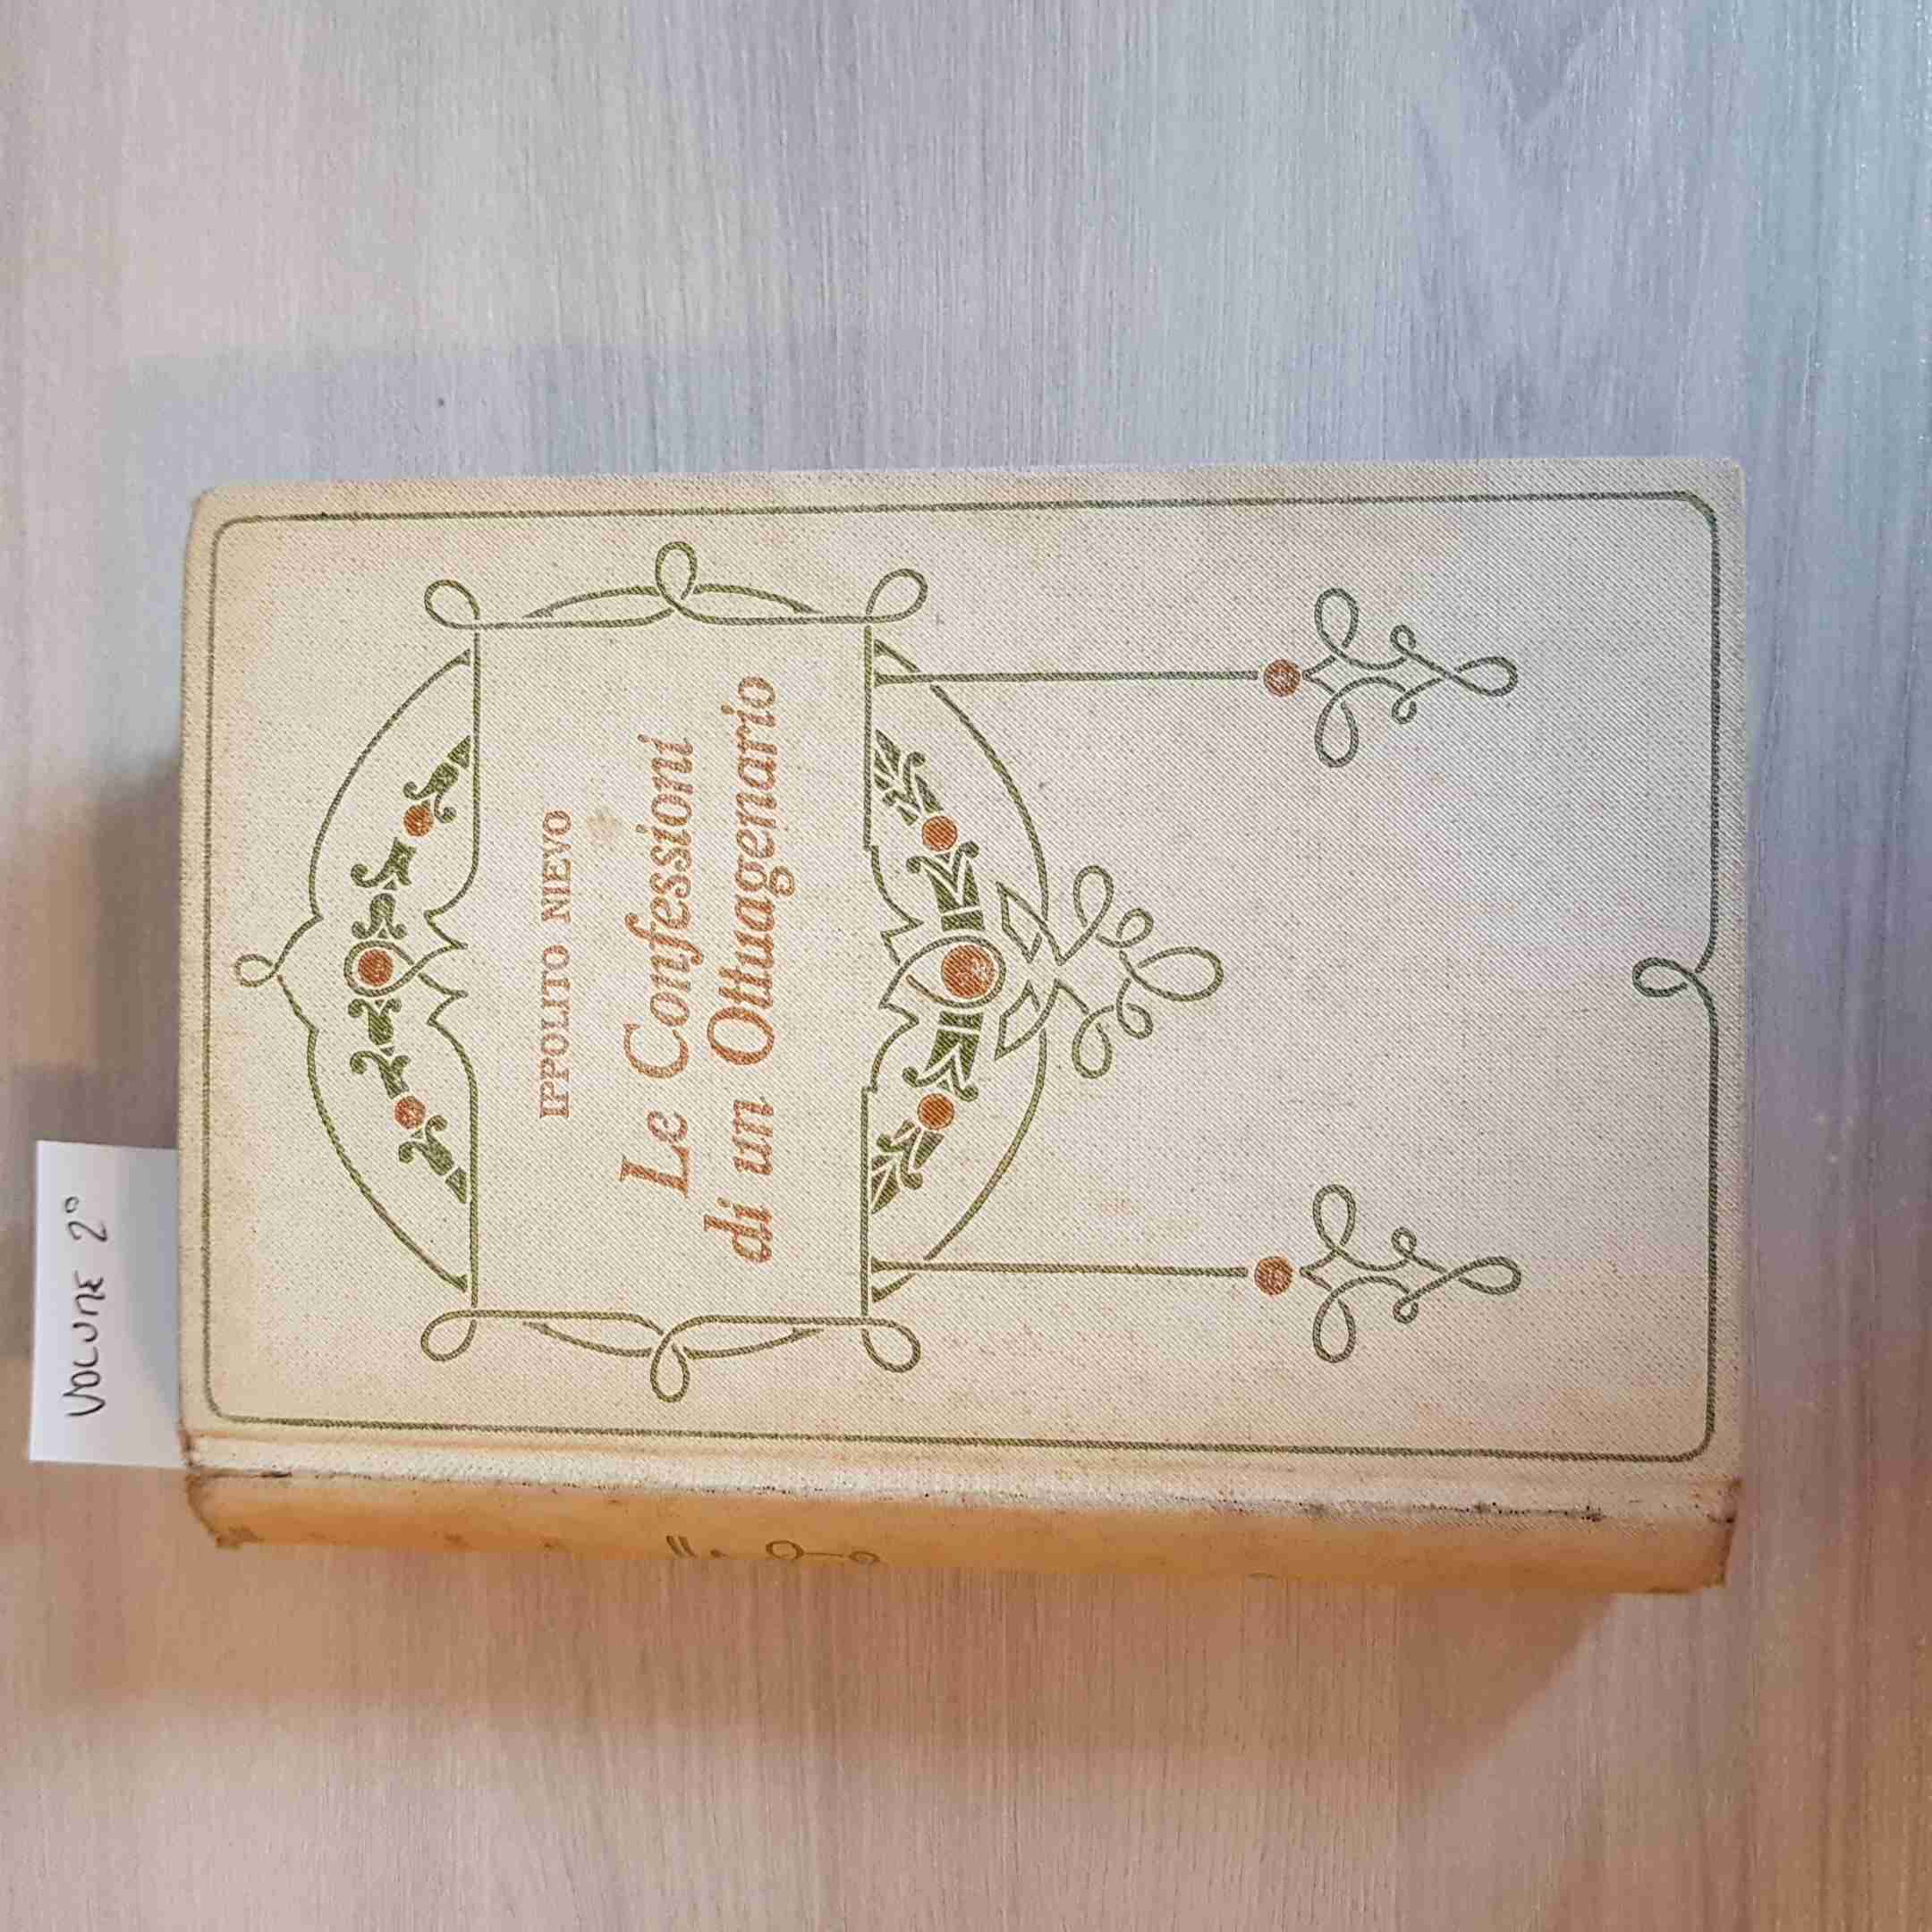 VOLUME 2°
IPPOLITO NIEVO
Le Confessioni
di un Ottuagenario